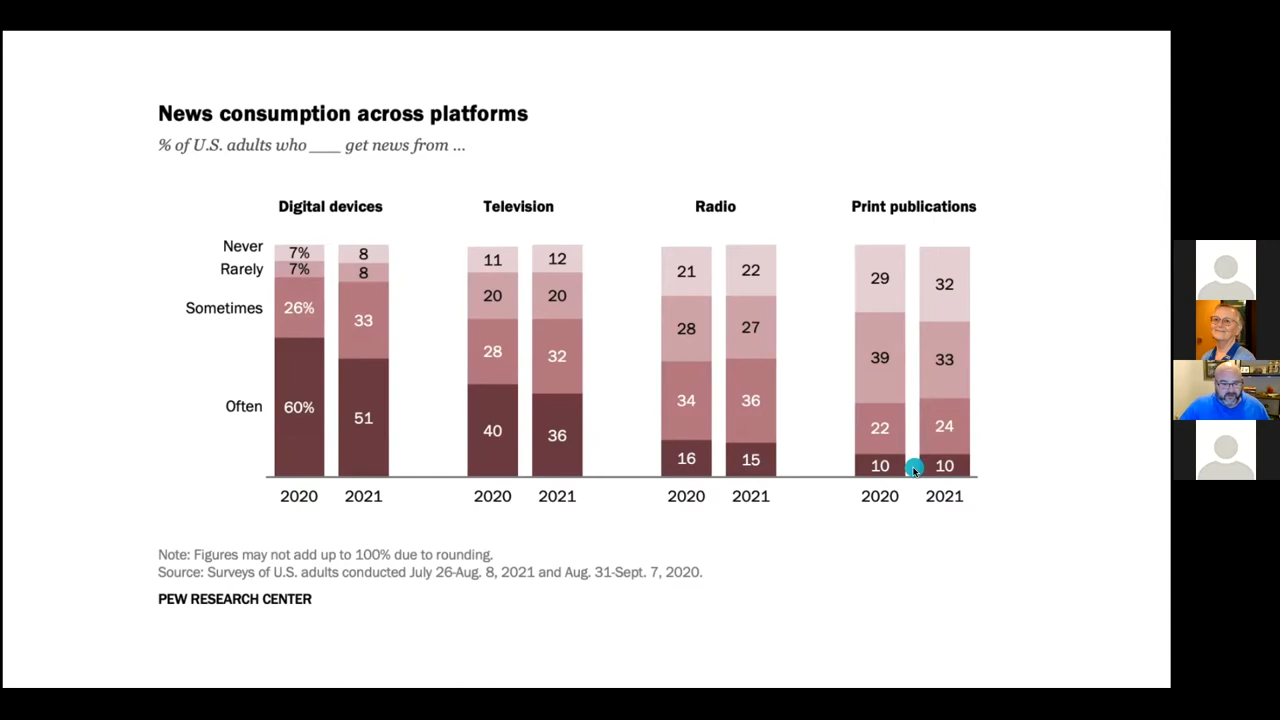 News consumption across platforms
% of U.S. adults who ____ get news from ...
Digital devices Television Radio Print publications
Never 7% 8 11 12 21 22 29 32
Rarely 7% 8 20 20 28 27 39 33
Sometimes 26% 33 28 32 34 36 22 24
Often 60% 51 40 36 16 15 10 10
2020 2021 2020 2021 2020 2021 2020 2021
Note: Figures may not add up to 100% due to rounding.
Source: Surveys of U.S. adults conducted July 26-Aug. 8, 2021 and Aug. 31-Sept. 7, 2020.
PEW RESEARCH CENTER